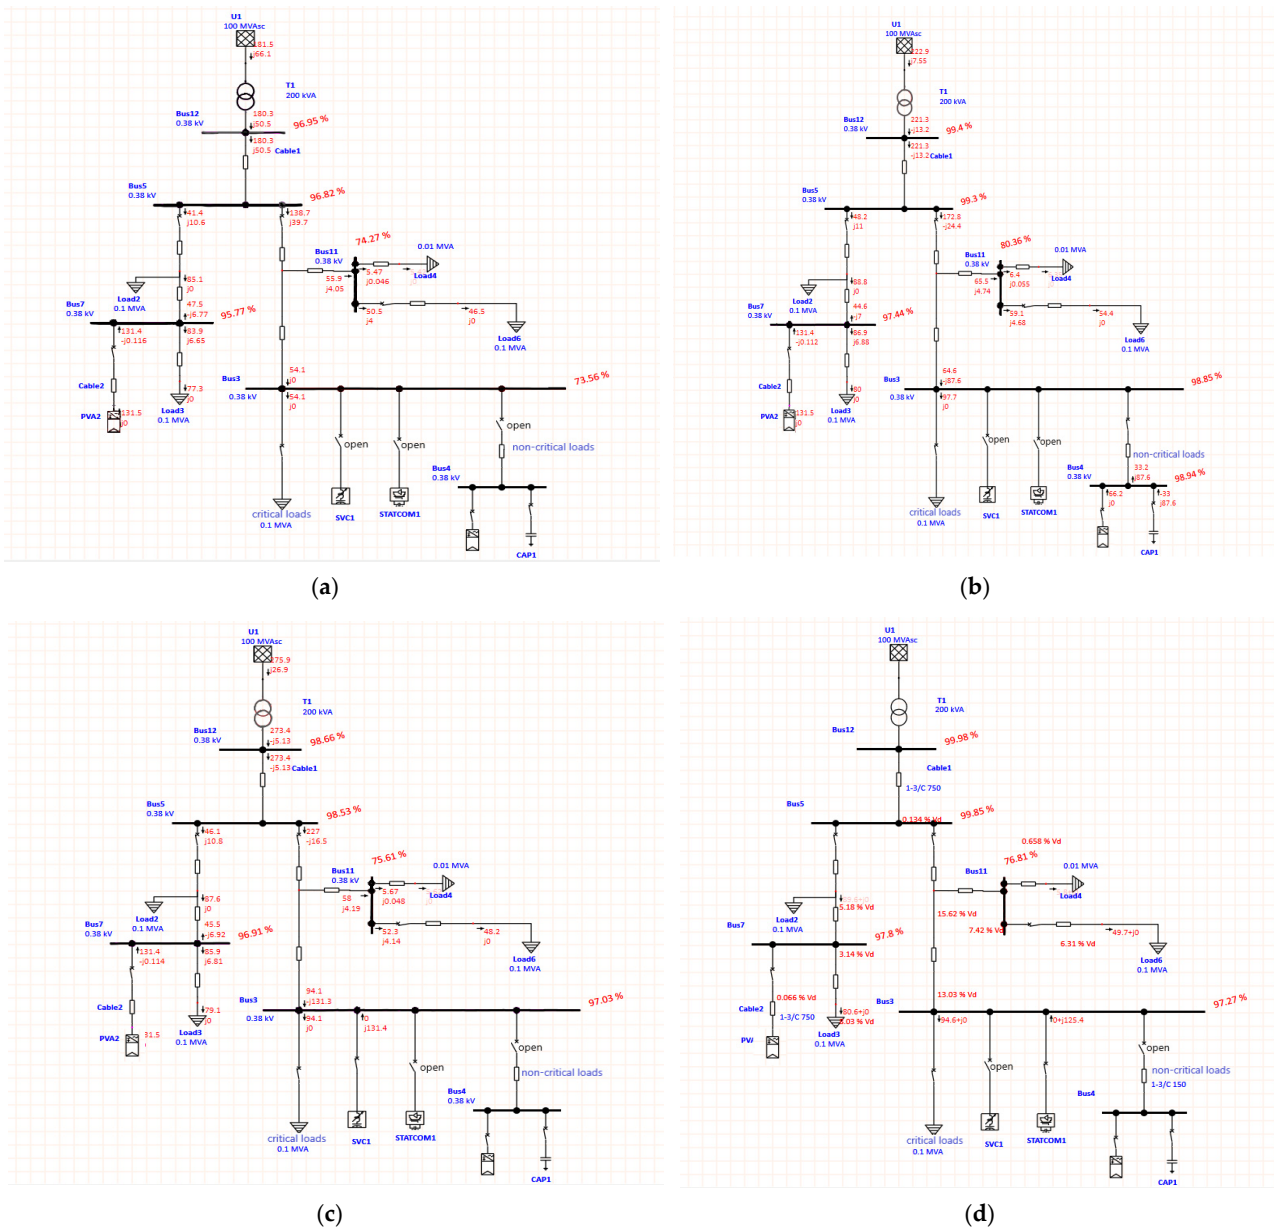 U1
100 MVAsc
181.5
j66.1
T1
200 kVA
Bus12
0.38 kV
180.3
j50.5
96.95 %
180.3
j50.5
Cable1
Bus5
0.38 kV
96.82 %
41.4
j10.6
138.7
j39.7
74.27 %
Bus11
0.38 kV
0.01 MVA
5.47
j0.046
Load4
55.9
j4.05
50.5
j4
46.5
j0
Load6
0.1 MVA
85.1
j0
Load2
0.1 MVA
47.5
-j6.77
Bus7
0.38 kV
95.77 %
131.4
-j0.116
83.9
j6.65
Cable2
77.3
j0
Load3
0.1 MVA
PVA2
131.5
j0
54.1
j0
Bus3
0.38 kV
73.56 %
54.1
j0
open
open
open
non-critical loads
Bus4
0.38 kV
critical loads
0.1 MVA
SVC1
STATCOM1
CAP1
(a)
U1
100 MVAsc
222.9
j7.55
T1
200 kVA
Bus12
0.38 kV
221.3
-j13.2
99.4 %
221.3
-j13.2
Cable1
Bus5
0.38 kV
99.3 %
48.2
j11
172.8
-j24.4
80.36 %
Bus11
0.38 kV
0.01 MVA
6.4
j0.055
Load4
65.5
j4.74
59.1
j4.68
54.4
j0
Load6
0.1 MVA
88.8
j0
Load2
0.1 MVA
44.6
-j7
Bus7
0.38 kV
97.44 %
131.4
-j0.112
86.9
j6.88
Cable2
80
j0
Load3
0.1 MVA
PVA2
131.5
j0
64.6
-j87.6
Bus3
0.38 kV
98.85 %
97.7
j0
open
open
non-critical loads
Bus4
0.38 kV
33.2
j87.6
98.94 %
66.2
j0
-33
j87.6
critical loads
0.1 MVA
SVC1
STATCOM1
CAP1
(b)
U1
100 MVAsc
275.9
j26.9
T1
200 kVA
Bus12
0.38 kV
273.4
-j5.13
98.66 %
273.4
-j5.13
Cable1
Bus5
0.38 kV
98.53 %
46.1
j10.8
227
-j16.5
75.61 %
Bus11
0.38 kV
0.01 MVA
5.67
j0.048
Load4
58
j4.19
52.3
j4.14
48.2
j0
Load6
0.1 MVA
87.6
j0
Load2
0.1 MVA
45.5
-j6.92
Bus7
0.38 kV
96.91 %
131.4
-j0.114
85.9
j6.81
Cable2
79.1
j0
Load3
0.1 MVA
PVA2
31.5
94.1
-j131.3
Bus3
0.38 kV
97.03 %
94.1
j0
0
j131.4
open
open
non-critical loads
Bus4
0.38 kV
critical loads
0.1 MVA
SVC1
STATCOM1
CAP1
(c)
U1
100 MVAsc
T1
200 kVA
Bus12
99.98 %
Cable1
1-3/C 750
Bus5
0.134 % Vd
99.85 %
0.658 % Vd
76.81 %
Bus11
0.01 MVA
Load4
5.18 % Vd
Load2
0.1 MVA
15.62 % Vd
7.42 % Vd
49.7+j0
6.31 % Vd
Load6
0.1 MVA
Bus7
97.8 %
3.14 % Vd
Cable2
0.066 % Vd
1-3/C 750
80.6+j0
Load3
0.1 MVA
13.03 % Vd
Bus3
97.27 %
94.6+j0
0+j125.4
open
open
non-critical loads
1-3/C 150
Bus4
critical loads
0.1 MVA
SVC1
STATCOM1
CAP1
(d)